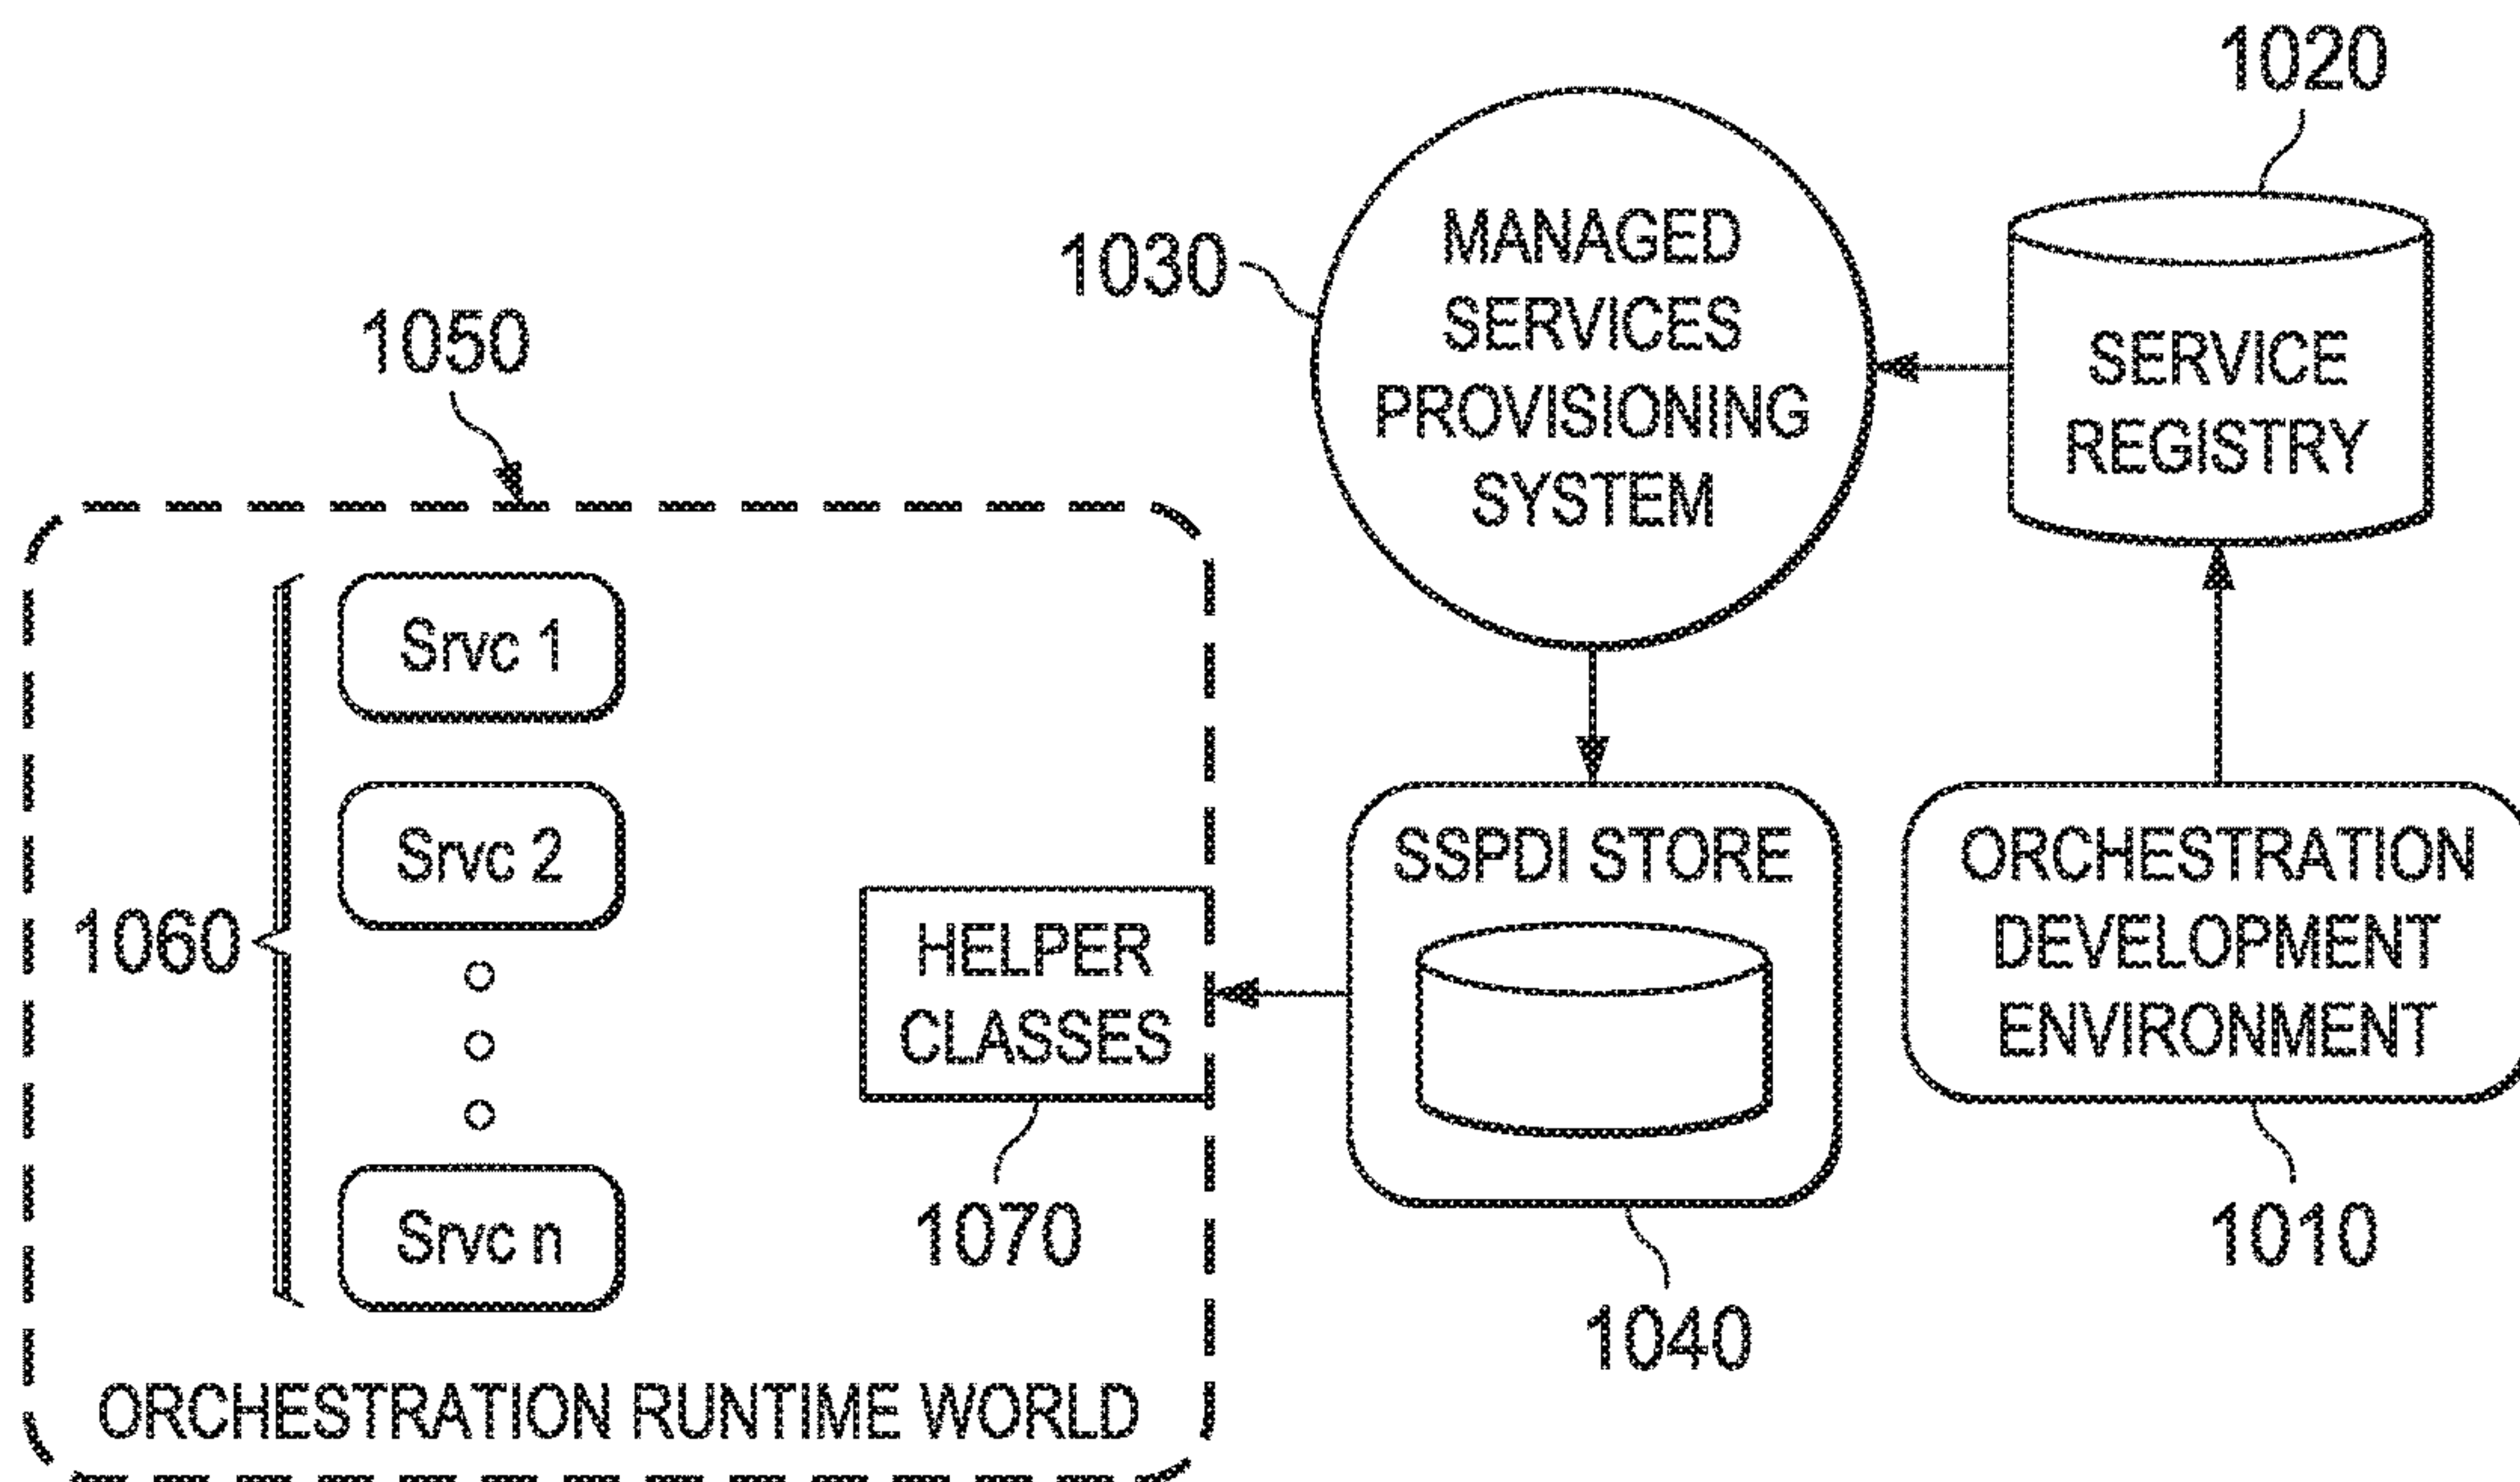 1020
1030
MANAGED
SERVICES
PROVISIONING
SYSTEM
SERVICE
REGISTRY
1050
Srvc 1
Srvc 2
1060
Srvc n
HELPER
CLASSES
1070
SSPDI STORE
1040
ORCHESTRATION
DEVELOPMENT
ENVIRONMENT
1010
ORCHESTRATION RUNTIME WORLD